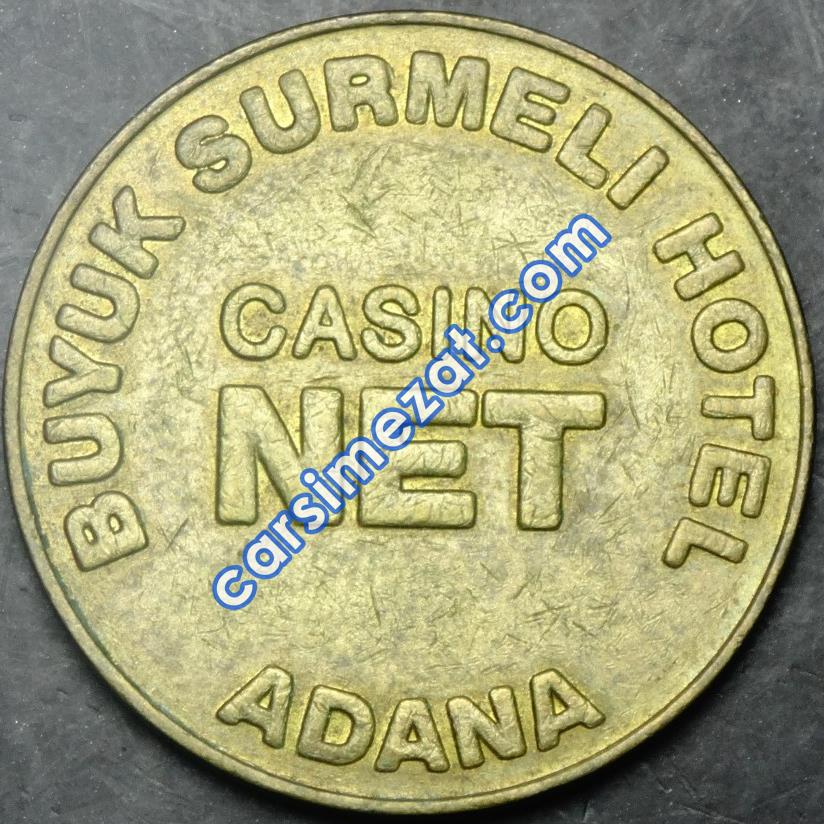 BUYUK SURMELI HOTEL
CASINO
NET
ADANA
carsimezat.com